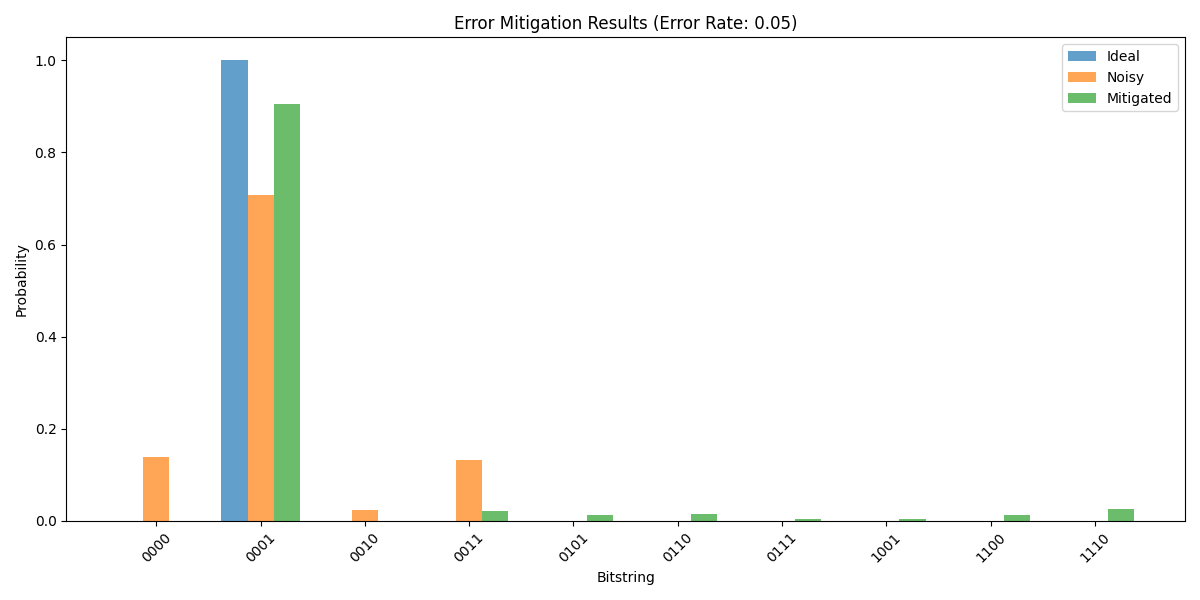 Error Mitigation Results (Error Rate: 0.05)
Ideal
Noisy
Mitigated
Probability
1.0
0.8
0.6
0.4
0.2
0.0
0000
0001
0010
0011
0101
0110
0111
1001
1100
1110
Bitstring